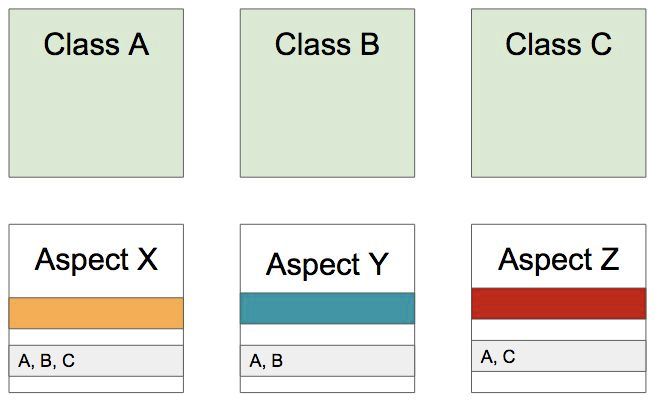 Class A
Class B
Class C
Aspect X
Aspect Y
Aspect Z
A, B, C
A, B
A, C